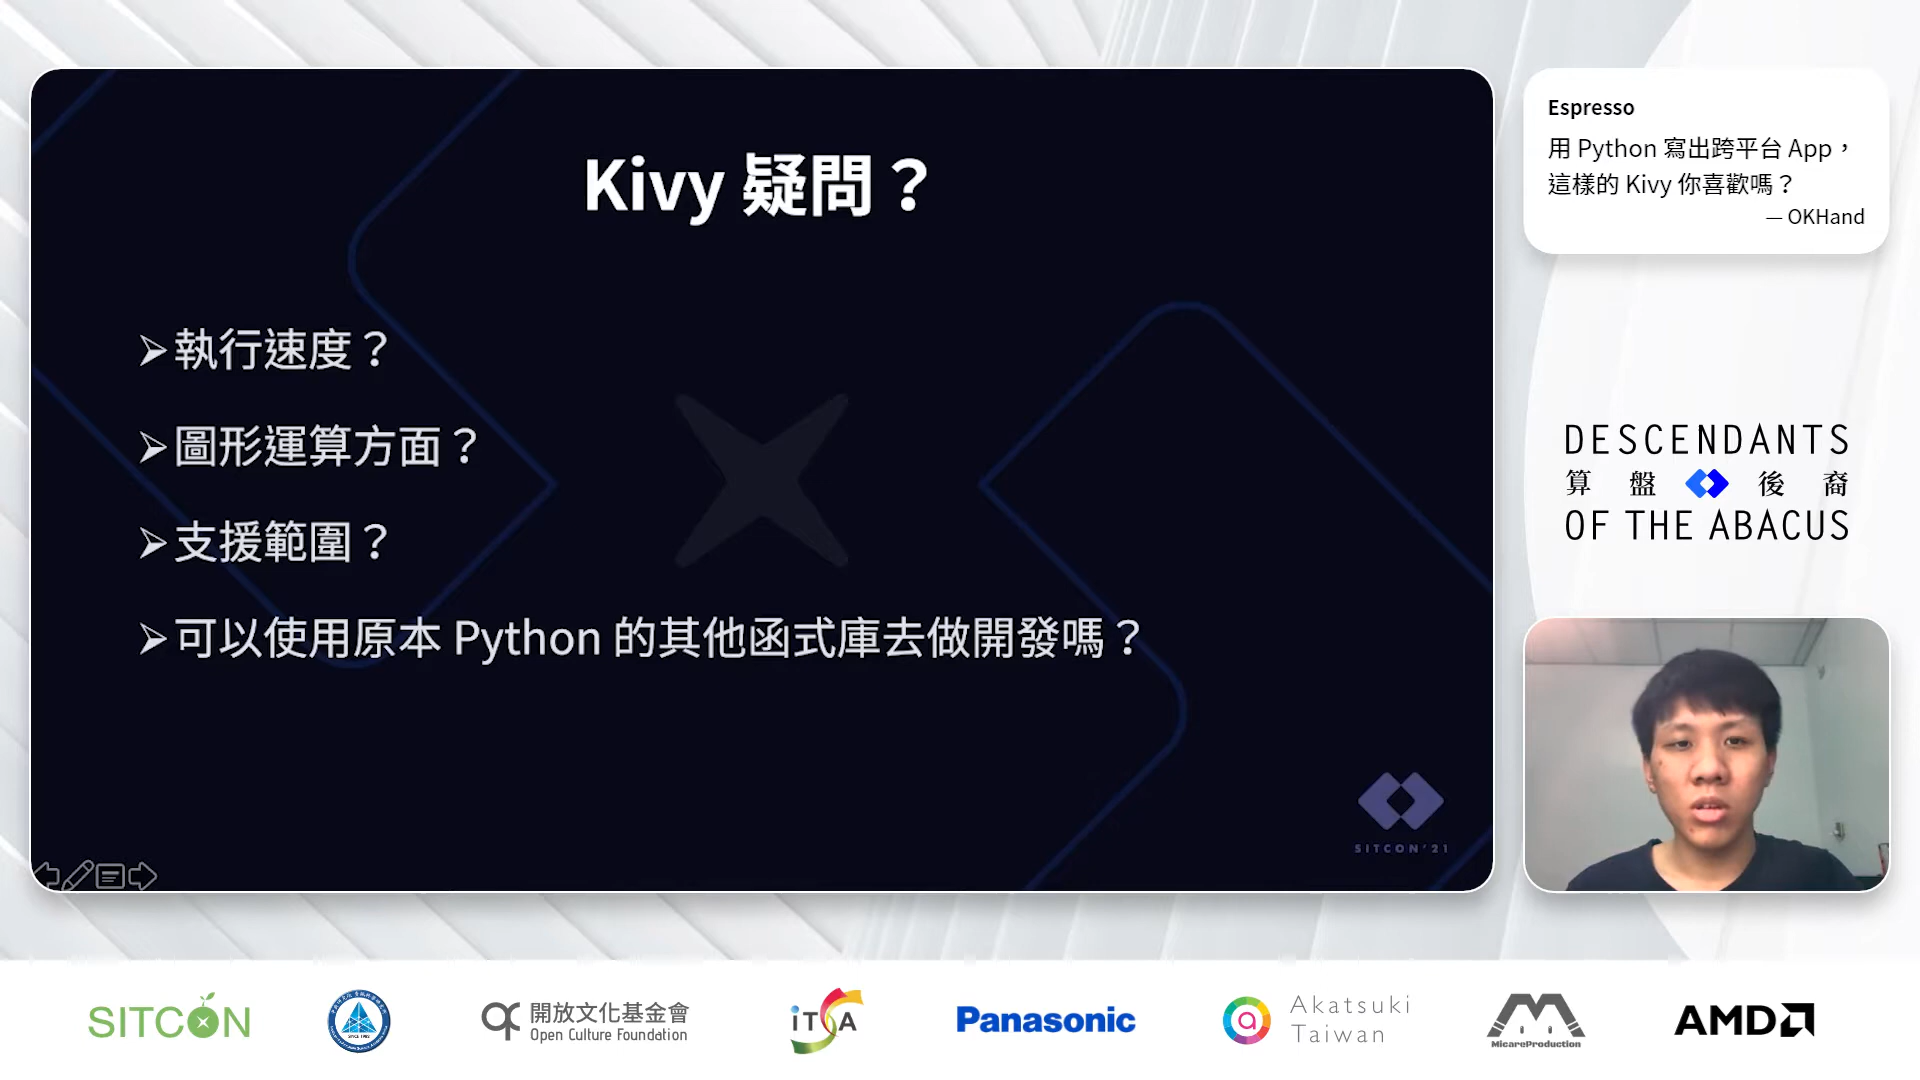 Kivy 疑問？
➢執行速度？
➢圖形運算方面？
➢支援範圍？
➢可以使用原本 Python 的其他函式庫去做開發嗎？
SITCON'21
Espresso
用 Python 寫出跨平台 App，
這樣的 Kivy 你喜歡嗎？
— OKHand
DESCENDANTS
算盤後裔
OF THE ABACUS
SITCON
開放文化基金會
Open Culture Foundation
iTSA
Panasonic
Akatsuki
Taiwan
MicareProduction
AMD